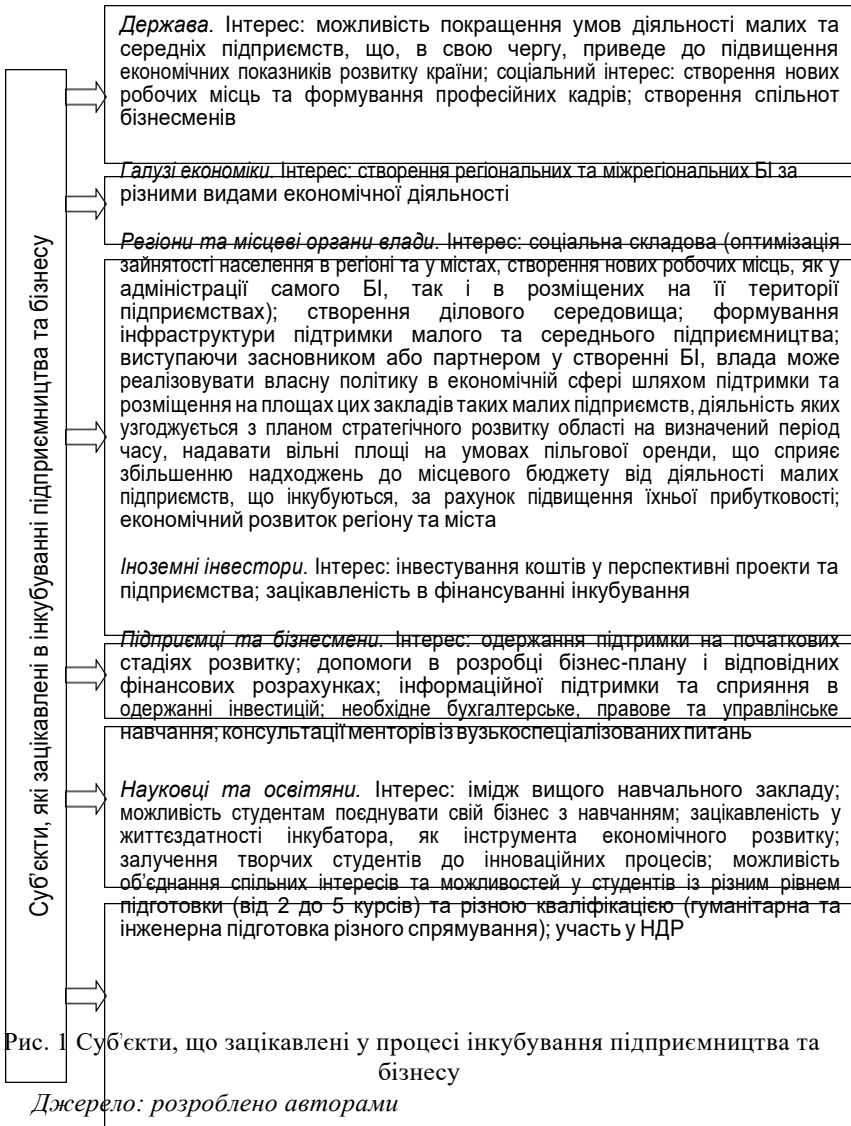 Суб'єкти, які зацікавлені в інкубуванні підприємництва та бізнесу
Держава. Інтерес: можливість покращення умов діяльності малих та
середніх підприємств, що, в свою чергу, приведе до підвищення
економічних показників розвитку країни; соціальний інтерес: створення нових
робочих місць та формування професійних кадрів; створення спільнот
бізнесменів
Галузі економіки. Інтерес: створення регіональних та міжрегіональних БІ за
різними видами економічної діяльності
Регіони та місцеві органи влади. Інтерес: соціальна складова (оптимізація
зайнятості населення в регіоні та у містах, створення нових робочих місць, як у
адміністрації самого БІ, так і в розміщених на її території
підприємствах); створення ділового середовища; формування
інфраструктури підтримки малого та середнього підприємництва;
виступаючи засновником або партнером у створенні БІ, влада може
реалізовувати власну політику в економічній сфері шляхом підтримки та
розміщення на площах цих закладів таких малих підприємств, діяльність яких
узгоджується з планом стратегічного розвитку області на визначений період
часу, надавати вільні площі на умовах пільгової оренди, що сприяє
збільшенню надходжень до місцевого бюджету від діяльності малих
підприємств, що інкубуються, за рахунок підвищення їхньої прибутковості;
економічний розвиток регіону та міста
Іноземні інвестори. Інтерес: інвестування коштів у перспективні проекти та
підприємства; зацікавленість в фінансуванні інкубування
Підприємці та бізнесмени. Інтерес: одержання підтримки на початкових
стадіях розвитку; допомоги в розробці бізнес-плану і відповідних
фінансових розрахунках; інформаційної підтримки та сприяння в
одержанні інвестицій; необхідне бухгалтерське, правове та управлінське
навчання; консультації менторів із вузькоспеціалізованих питань
Науковці та освітяни. Інтерес: імідж вищого навчального закладу;
можливість студентам поєднувати свій бізнес з навчанням; зацікавленість у
життєздатності інкубатора, як інструмента економічного розвитку;
залучення творчих студентів до інноваційних процесів; можливість
об'єднання спільних інтересів та можливостей у студентів із різним рівнем
підготовки (від 2 до 5 курсів) та різною кваліфікацією (гуманітарна та
інженерна підготовка різного спрямування); участь у НДР
Рис. 1 Суб'єкти, що зацікавлені у процесі інкубування підприємництва та
бізнесу
Джерело: розроблено авторами